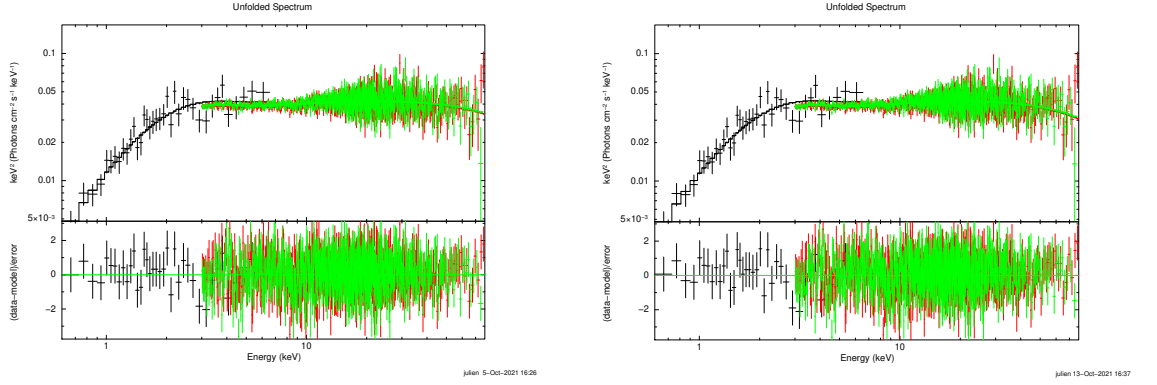 Unfolded Spectrum
0.1
0.05
0.02
0.01
5×10⁻³
keV² (Photons cm⁻² s⁻¹ keV⁻¹)
2
0
−2
(data−model)/error
1
10
Energy (keV)
julien 5−Oct−2021 16:26
Unfolded Spectrum
0.1
0.05
0.02
0.01
5×10⁻³
keV² (Photons cm⁻² s⁻¹ keV⁻¹)
2
0
−2
(data−model)/error
1
10
Energy (keV)
julien 13−Oct−2021 16:37